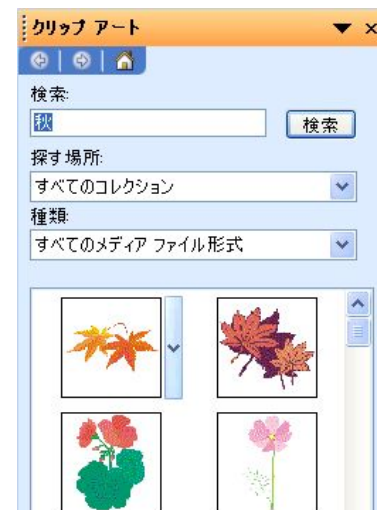 クリップ アート
検索:
秋
検索
探す場所:
すべてのコレクション
種類:
すべてのメディア ファイル形式